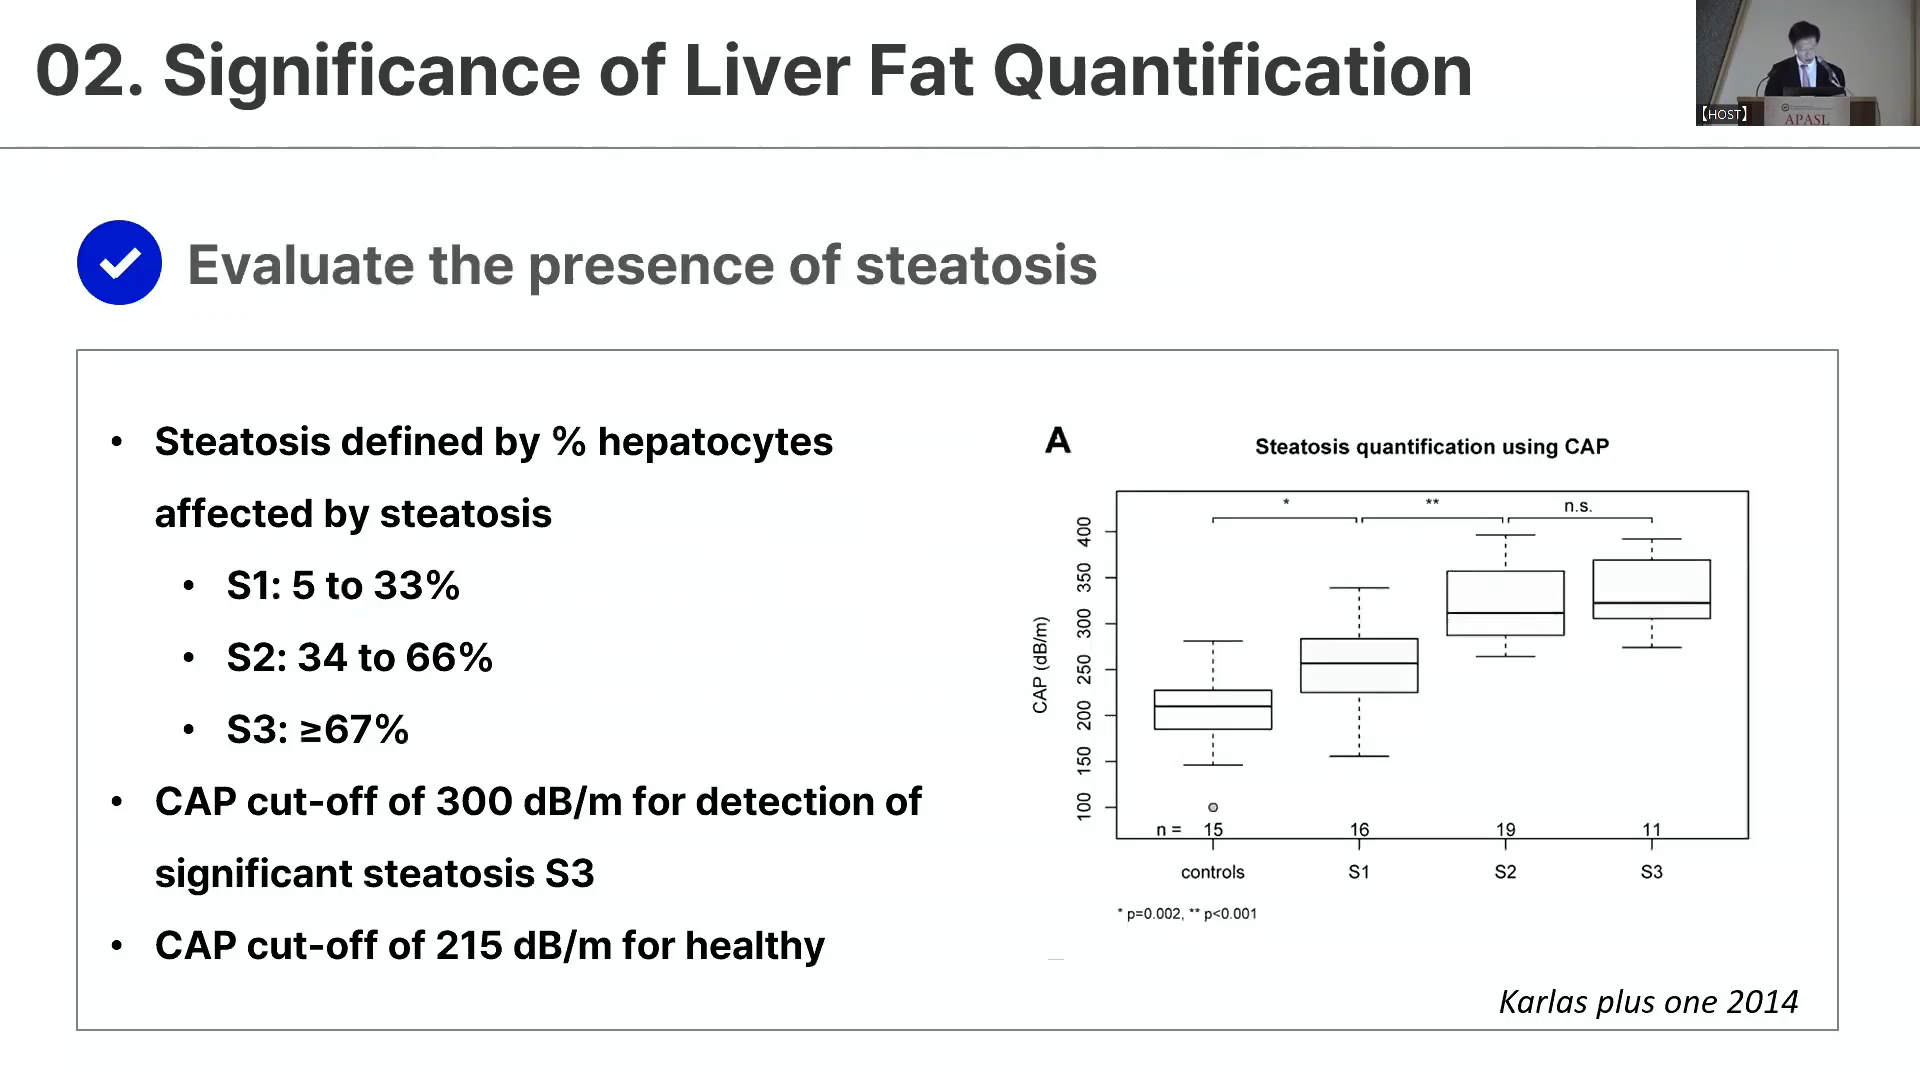 02. Significance of Liver Fat Quantification
【HOST】
APASL
Evaluate the presence of steatosis
• Steatosis defined by % hepatocytes
affected by steatosis
• S1: 5 to 33%
• S2: 34 to 66%
• S3: ≥67%
• CAP cut-off of 300 dB/m for detection of
significant steatosis S3
• CAP cut-off of 215 dB/m for healthy
A
Steatosis quantification using CAP
* ** n.s.
CAP (dB/m)
400
350
300
250
200
150
100
n = 15 16 19 11
controls S1 S2 S3
* p=0.002, ** p<0.001
Karlas plus one 2014